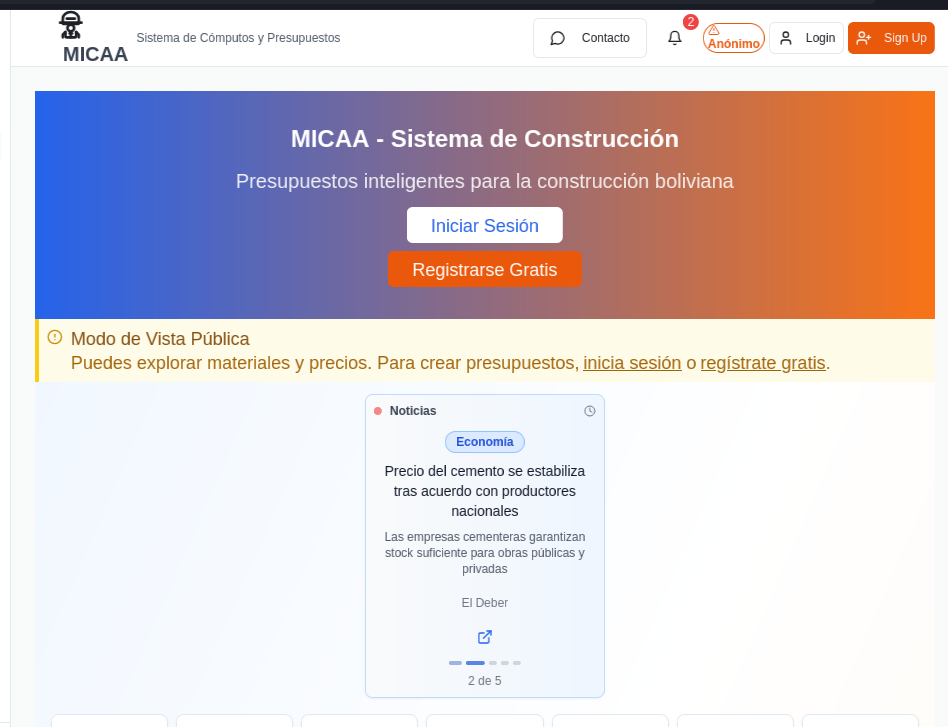 MICAA
Sistema de Cómputos y Presupuestos
Contacto
2
Anónimo
Login
Sign Up
MICAA - Sistema de Construcción
Presupuestos inteligentes para la construcción boliviana
Iniciar Sesión
Registrarse Gratis
Modo de Vista Pública
Puedes explorar materiales y precios. Para crear presupuestos, inicia sesión o regístrate gratis.
Noticias
Economía
Precio del cemento se estabiliza
tras acuerdo con productores
nacionales
Las empresas cementeras garantizan
stock suficiente para obras públicas y
privadas
El Deber
2 de 5